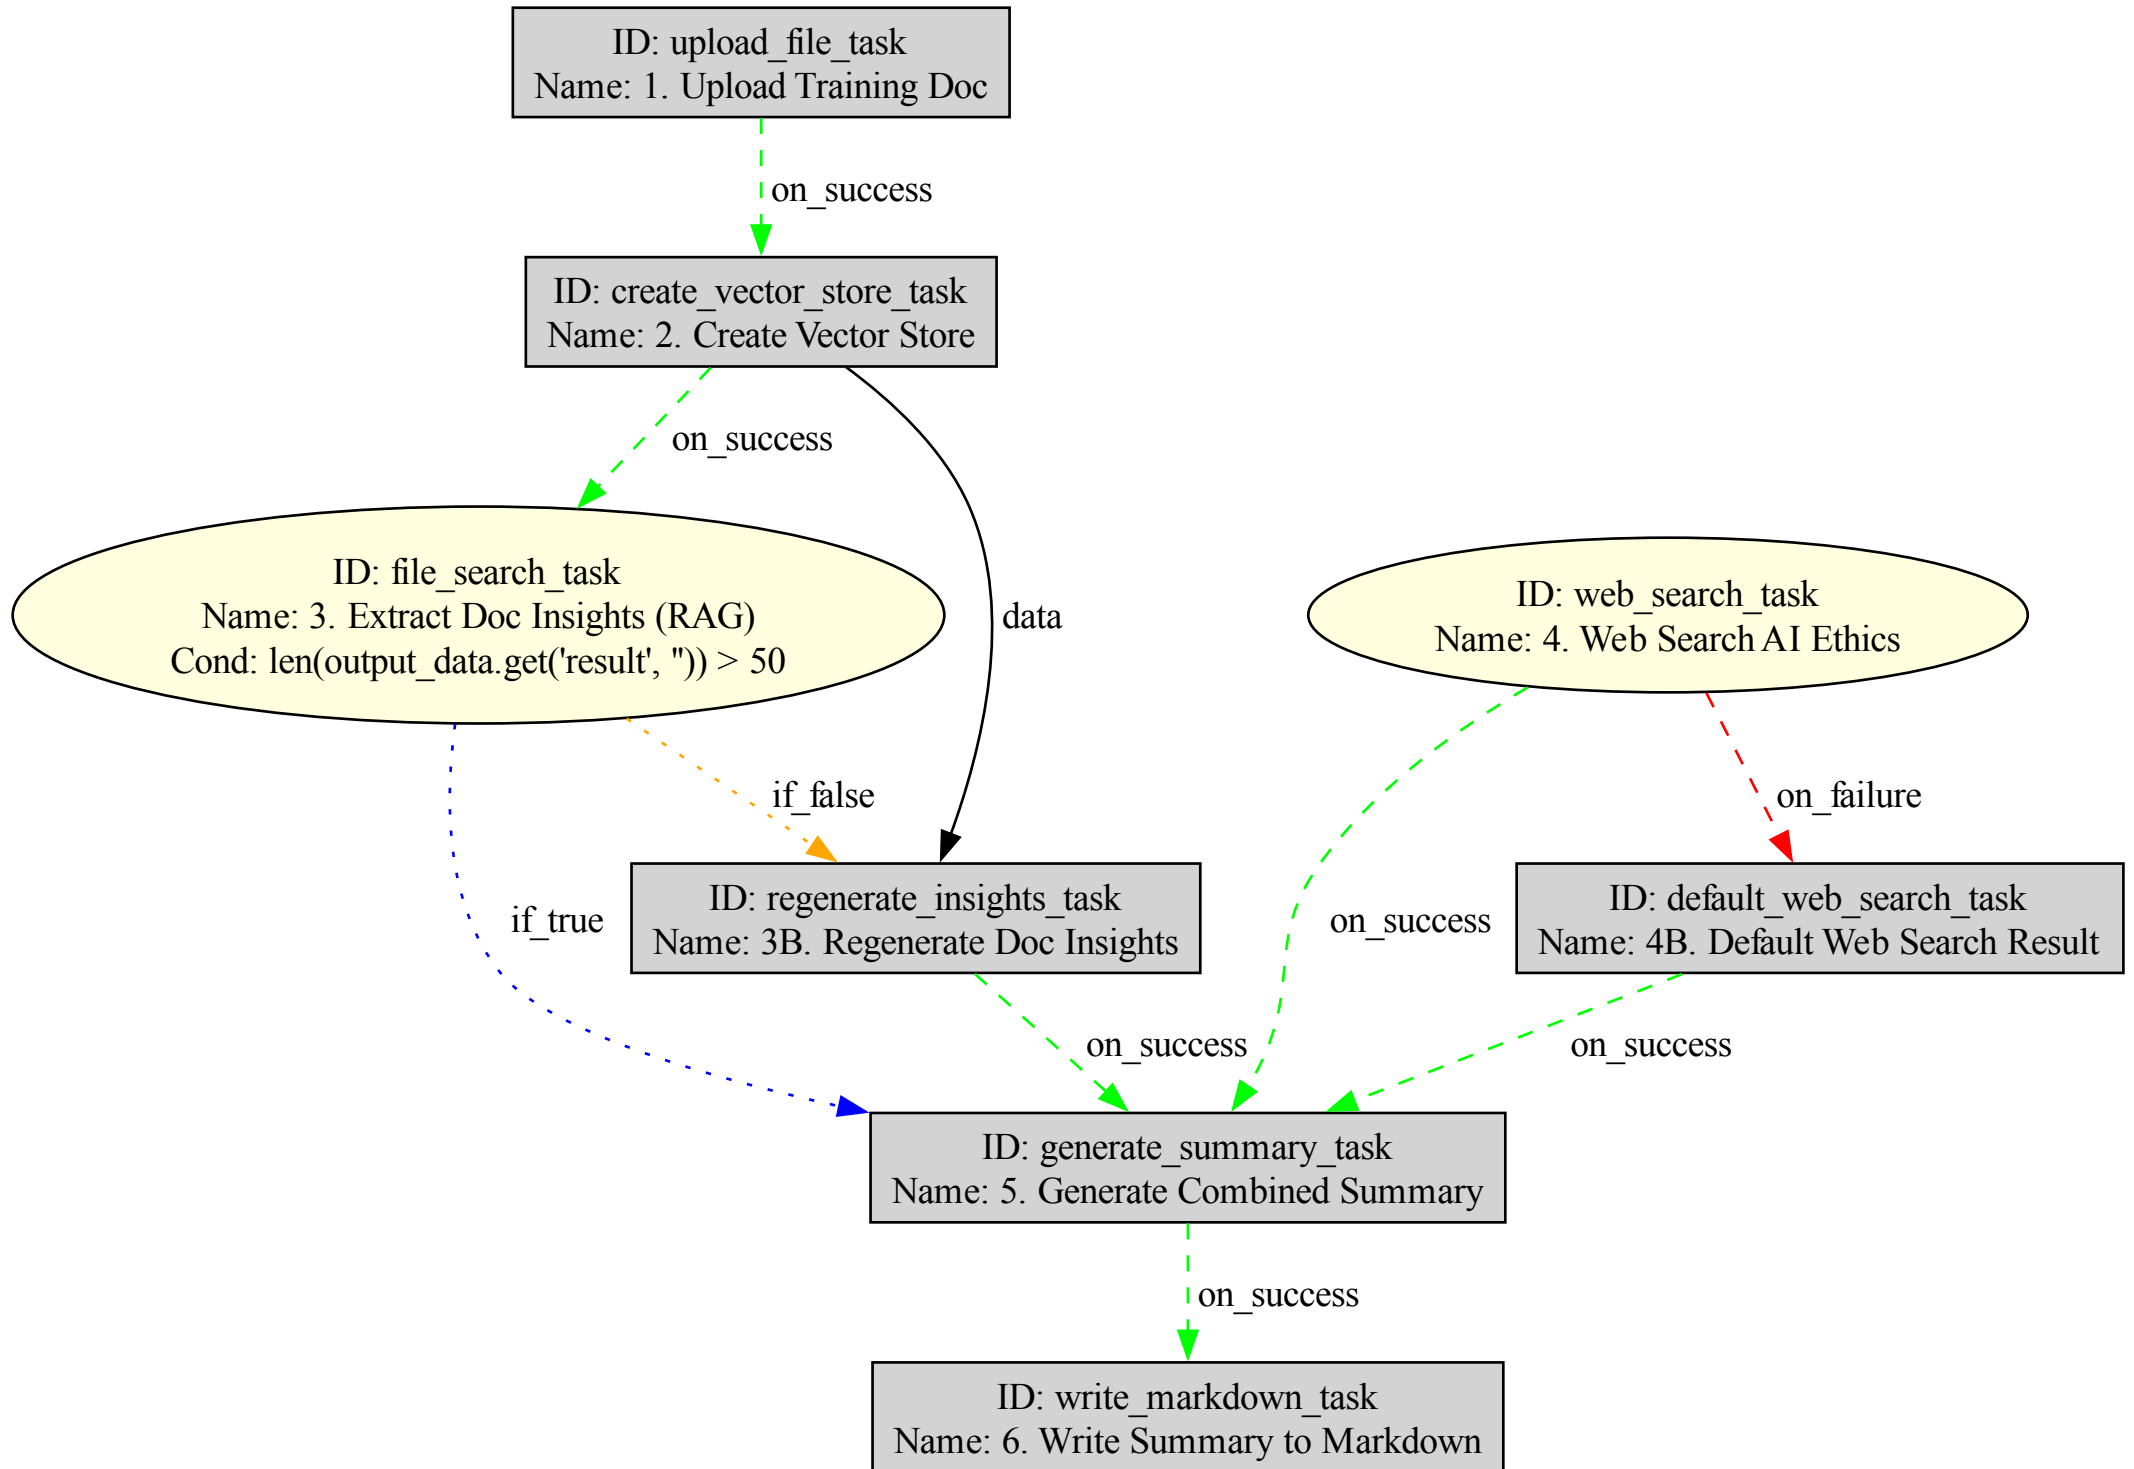 ID: upload_file_task
Name: 1. Upload Training Doc
on_success
ID: create_vector_store_task
Name: 2. Create Vector Store
on_success
data
ID: file_search_task
Name: 3. Extract Doc Insights (RAG)
Cond: len(output_data.get('result', '')) > 50
ID: web_search_task
Name: 4. Web Search AI Ethics
if_false
on_failure
if_true
ID: regenerate_insights_task
Name: 3B. Regenerate Doc Insights
on_success
ID: default_web_search_task
Name: 4B. Default Web Search Result
on_success
on_success
ID: generate_summary_task
Name: 5. Generate Combined Summary
on_success
ID: write_markdown_task
Name: 6. Write Summary to Markdown